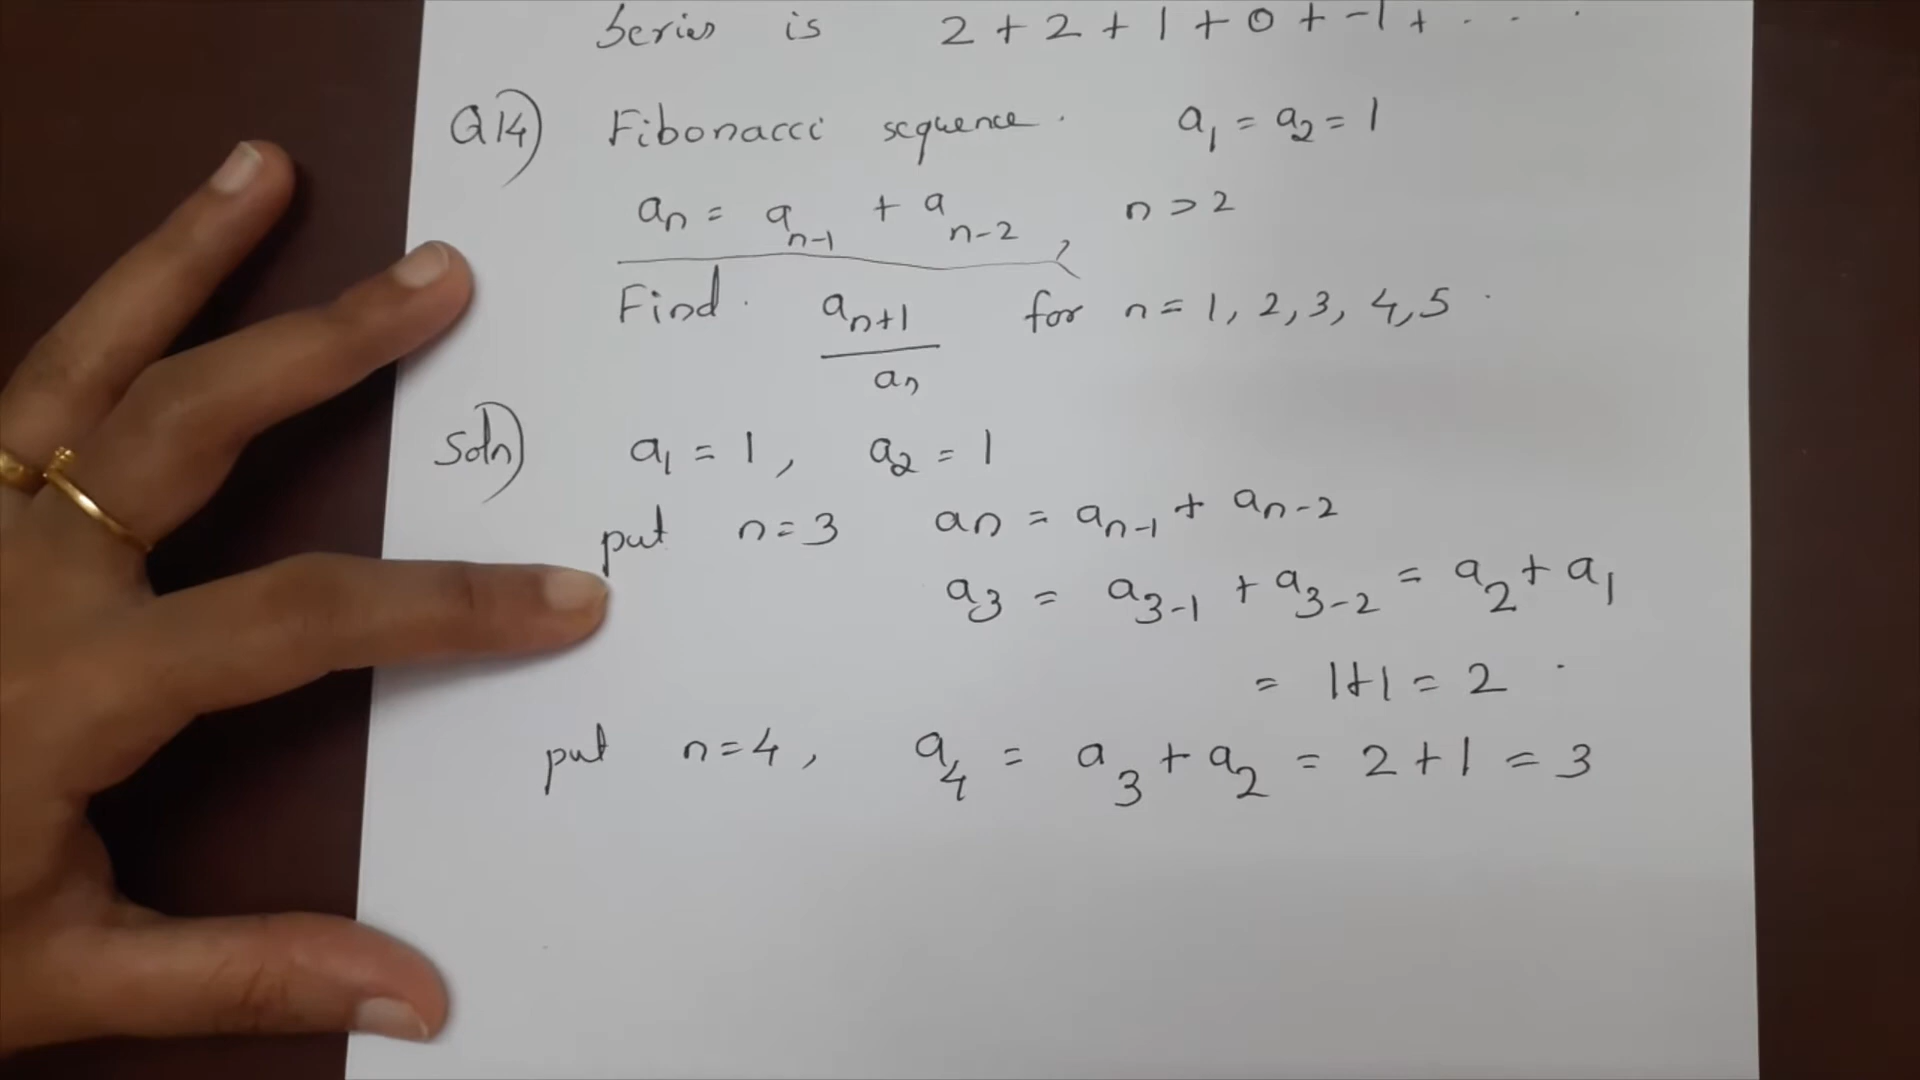 Series is 2 + 2 + 1 + 0 + -1 + . . .
Q14) Fibonacci sequence. a₁ = a₂ = 1
aₙ = aₙ₋₁ + aₙ₋₂, n > 2
Find. aₙ₊₁/aₙ for n = 1, 2, 3, 4, 5.
Soln) a₁ = 1, a₂ = 1
put n=3 aₙ = aₙ₋₁ + aₙ₋₂
a₃ = a₃₋₁ + a₃₋₂ = a₂ + a₁
= 1+1 = 2.
put n=4, a₄ = a₃ + a₂ = 2 + 1 = 3